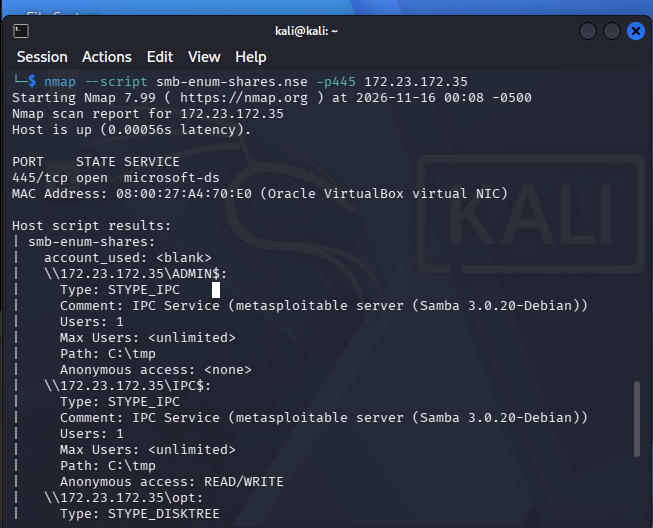 kali@kali: ~
Session Actions Edit View Help
└─$ nmap --script smb-enum-shares.nse -p445 172.23.172.35
Starting Nmap 7.99 ( https://nmap.org ) at 2026-11-16 00:08 -0500
Nmap scan report for 172.23.172.35
Host is up (0.00056s latency).

PORT    STATE SERVICE
445/tcp open  microsoft-ds
MAC Address: 08:00:27:A4:70:E0 (Oracle VirtualBox virtual NIC)

Host script results:
| smb-enum-shares:
|   account_used: <blank>
|   \\172.23.172.35\ADMIN$:
|     Type: STYPE_IPC
|     Comment: IPC Service (metasploitable server (Samba 3.0.20-Debian))
|     Users: 1
|     Max Users: <unlimited>
|     Path: C:\tmp
|     Anonymous access: <none>
|   \\172.23.172.35\IPC$:
|     Type: STYPE_IPC
|     Comment: IPC Service (metasploitable server (Samba 3.0.20-Debian))
|     Users: 1
|     Max Users: <unlimited>
|     Path: C:\tmp
|     Anonymous access: READ/WRITE
|   \\172.23.172.35\opt:
|     Type: STYPE_DISKTREE
KALI